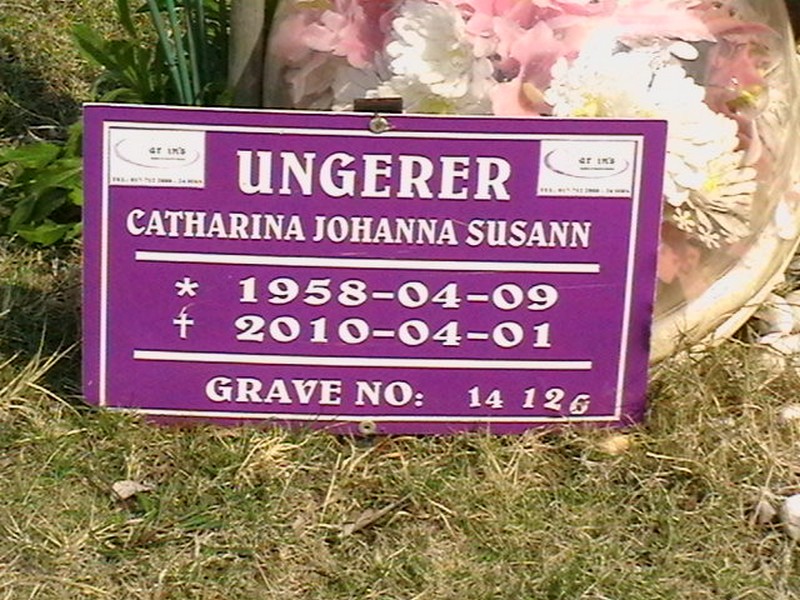 UNGERER
CATHARINA JOHANNA SUSANN
* 1958-04-09
† 2010-04-01
GRAVE NO: 14 126